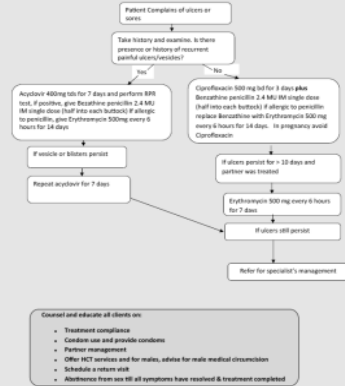 Patient Complains of ulcers or
sores
Take history and examine. Is there
presence or history of recurrent
painful ulcers/vesicles?
Yes
No
Acyclovir 400mg tds for 7 days and perform RPR
test, if positive, give Benzathine penicillin 2.4 MU
IM single dose (half into each buttock) If allergic
to penicillin, give Erythromycin 500mg every 6
hours for 14 days
Ciprofloxacin 500 mg bd for 3 days plus
Benzathine penicillin 2.4 MU IM single dose
(half into each buttock) if allergic to penicillin
replace Benzathine with Erythromycin 500 mg
every 6 hours for 14 days. In pregnancy avoid
Ciprofloxacin
If vesicle or blisters persist
Repeat acyclovir for 7 days
If ulcers persist for > 10 days and
partner was treated
Erythromycin 500 mg every 6 hours
for 7 days
If ulcers still persist
Refer for specialist's management
Counsel and educate all clients on:
• Treatment compliance
• Condom use and provide condoms
• Partner management
• Offer HCT services and for males, advise for male medical circumcision
• Schedule a return visit
• Abstinence from sex till all symptoms have resolved & treatment completed